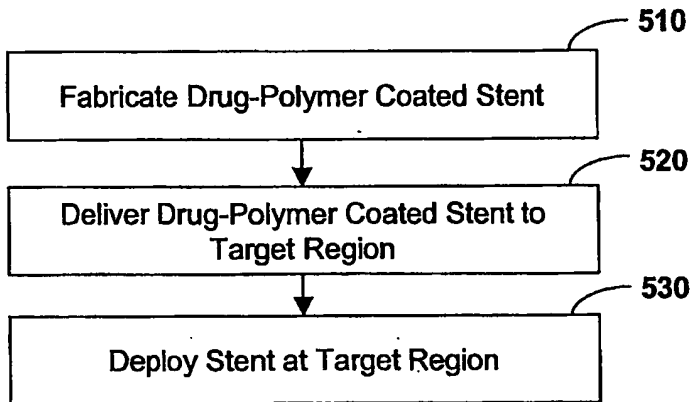 510
Fabricate Drug-Polymer Coated Stent
520
Deliver Drug-Polymer Coated Stent to
Target Region
530
Deploy Stent at Target Region